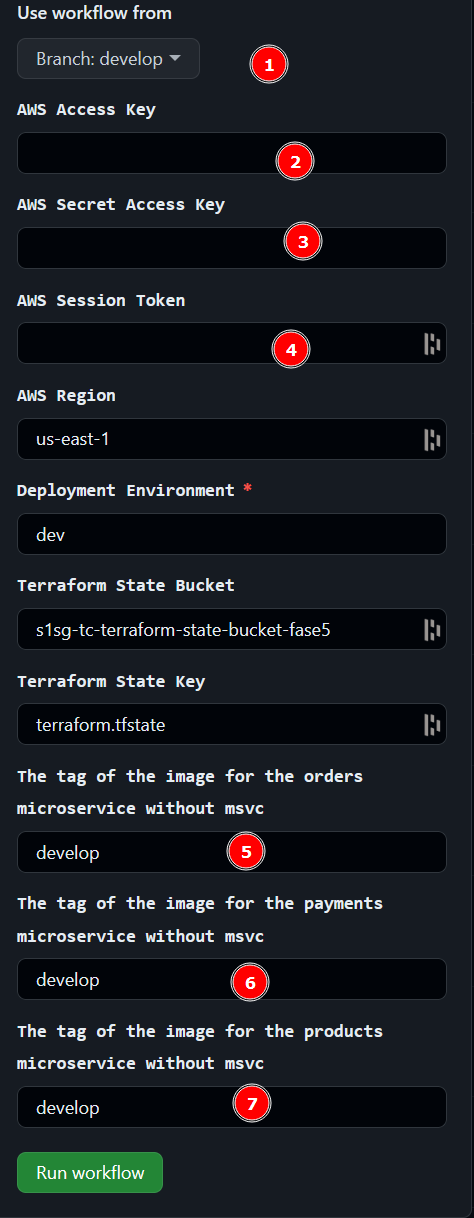 Use workflow from
Branch: develop
1
AWS Access Key
2
AWS Secret Access Key
3
AWS Session Token
4
AWS Region
us-east-1
Deployment Environment *
dev
Terraform State Bucket
s1sg-tc-terraform-state-bucket-fase5
Terraform State Key
terraform.tfstate
The tag of the image for the orders
microservice without msvc
develop 5
The tag of the image for the payments
microservice without msvc
develop 6
The tag of the image for the products
microservice without msvc
develop 7
Run workflow